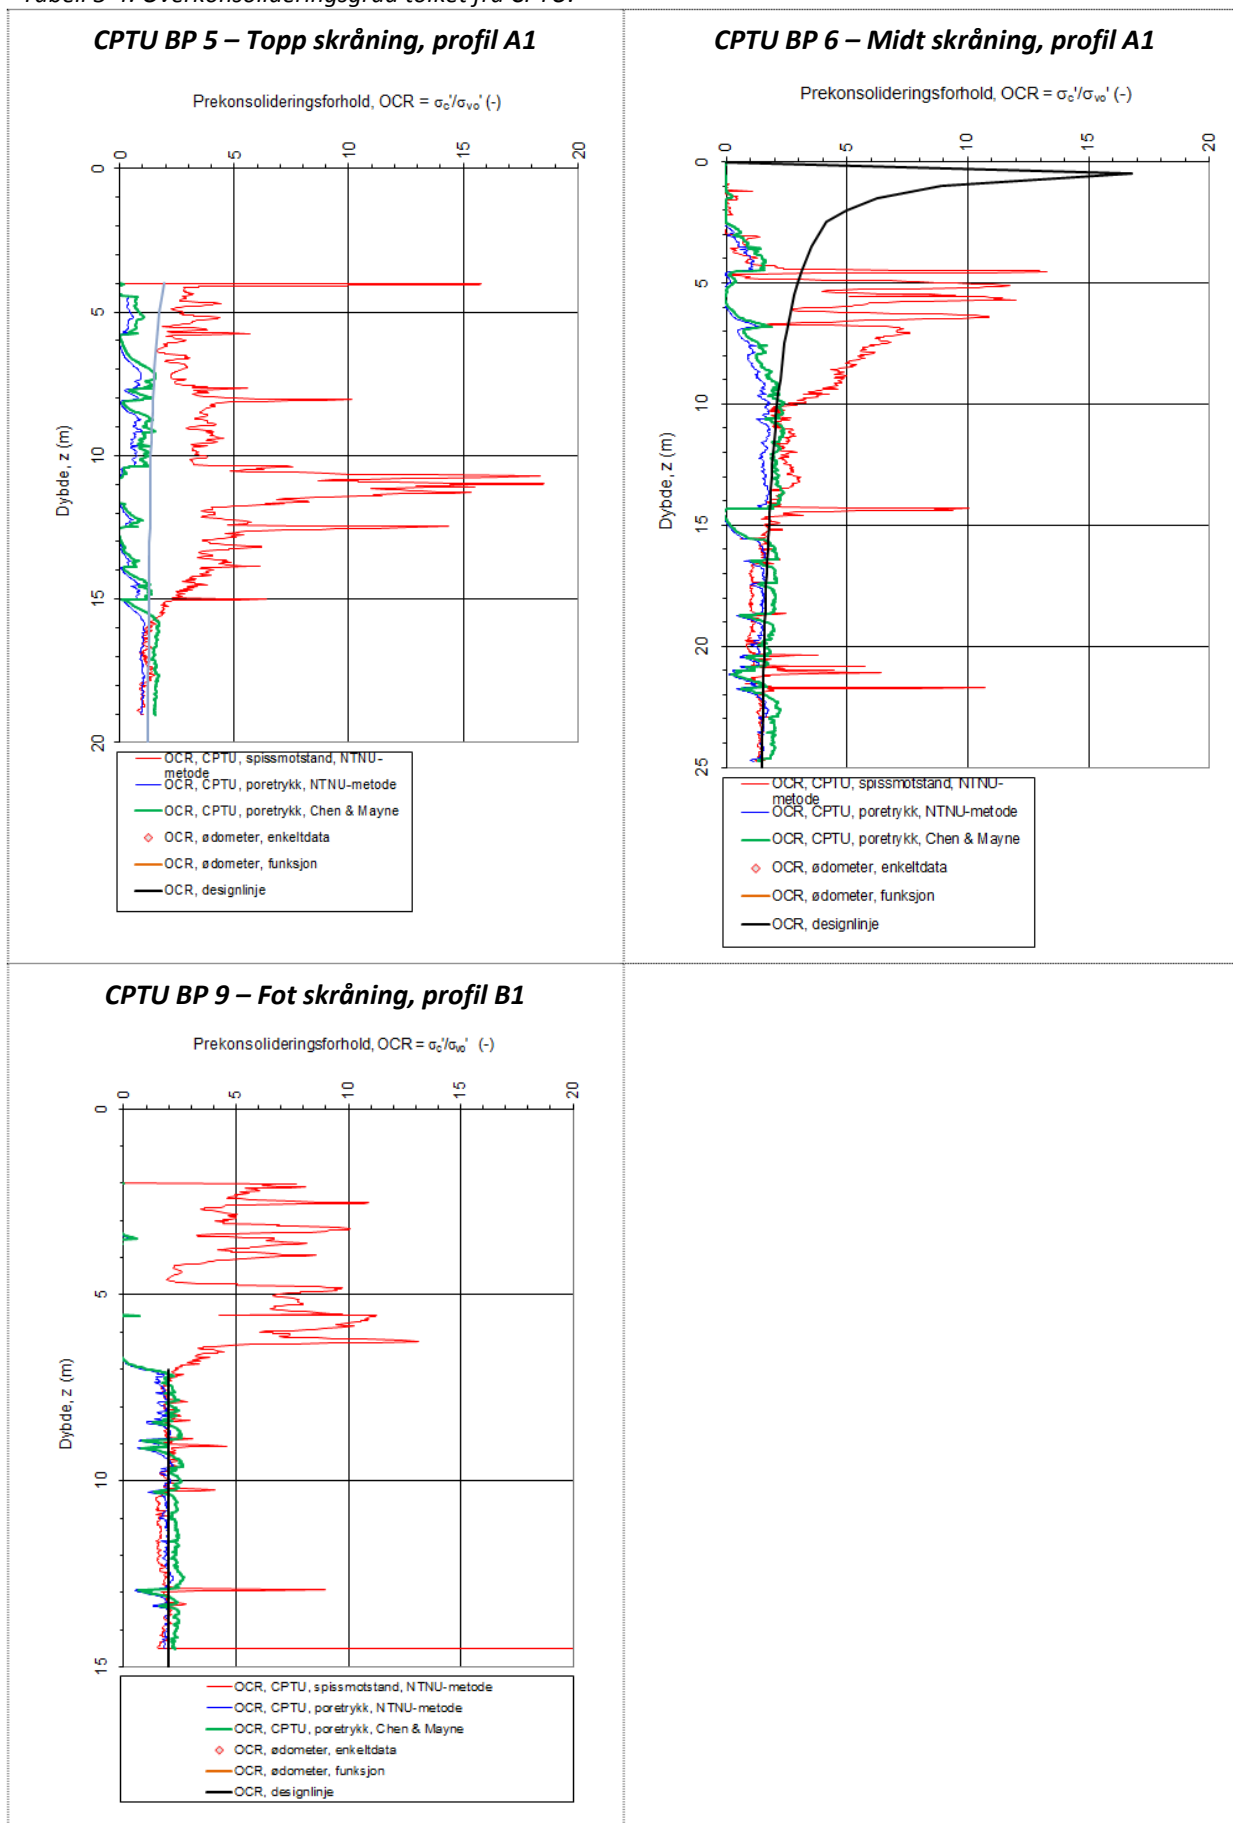 Tabell 3-4: Overkonsolideringsgrad tolket fra CPTU.
CPTU BP 5 – Topp skråning, profil A1
Prekonsolideringsforhold, OCR = σc'/σvo' (-)
0 5 10 15 20
Dybde, z (m)
0
5
10
15
20
OCR, CPTU, spissmotstand, NTNU-
metode
OCR, CPTU, poretrykk, NTNU-metode
OCR, CPTU, poretrykk, Chen & Mayne
OCR, ødometer, enkeltdata
OCR, ødometer, funksjon
OCR, designlinje
CPTU BP 6 – Midt skråning, profil A1
Prekonsolideringsforhold, OCR = σc'/σvo' (-)
0 5 10 15 20
Dybde, z (m)
0
5
10
15
20
25
OCR, CPTU, spissmotstand, NTNU-
metode
OCR, CPTU, poretrykk, NTNU-metode
OCR, CPTU, poretrykk, Chen & Mayne
OCR, ødometer, enkeltdata
OCR, ødometer, funksjon
OCR, designlinje
CPTU BP 9 – Fot skråning, profil B1
Prekonsolideringsforhold, OCR = σc'/σvo' (-)
0 5 10 15 20
Dybde, z (m)
0
5
10
15
OCR, CPTU, spissmotstand, NTNU-metode
OCR, CPTU, poretrykk, NTNU-metode
OCR, CPTU, poretrykk, Chen & Mayne
OCR, ødometer, enkeltdata
OCR, ødometer, funksjon
OCR, designlinje